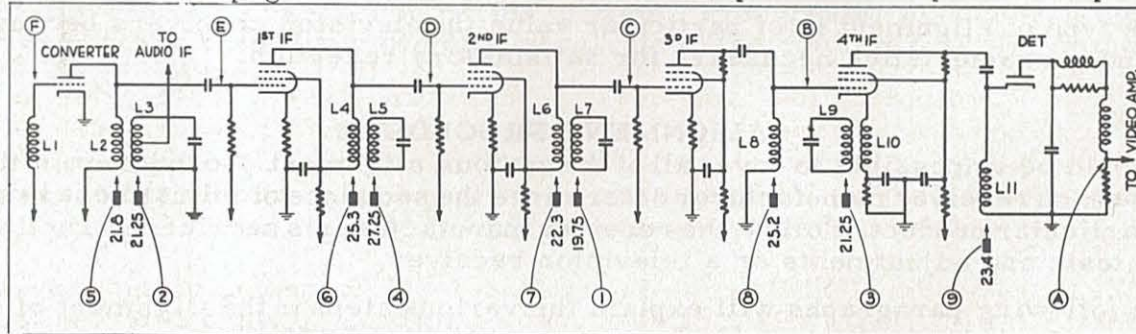 F
CONVERTER
TO
AUDIO IF
E
1ST IF
D
2ND IF
C
3D IF
B
4TH IF
DET
L1
L2
L3
L4
L5
L6
L7
L8
L9
L10
L11
TO VIDEO AMP.
21.8
21.25
25.3
27.25
22.3
19.75
25.2
21.25
23.4
5
2
6
4
7
1
8
3
9
A